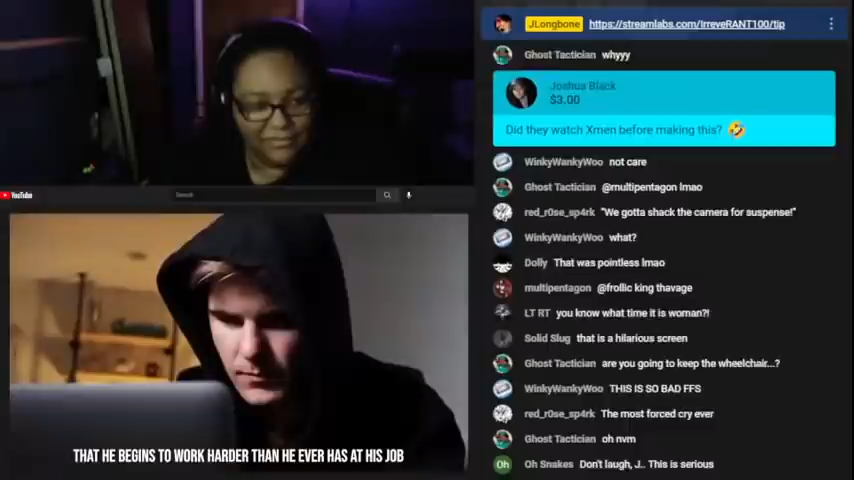 JLongbone https://streamlabs.com/IrreveRANT100/tip
Ghost Tactician whyyy
Joshua Black
$3.00
Did they watch Xmen before making this? 🤣
WinkyWankyWoo not care
Ghost Tactician @multipentagon lmao
red_r0se_sp4rk "We gotta shack the camera for suspense!"
WinkyWankyWoo what?
Dolly That was pointless lmao
multipentagon @frollic king thavage
LT RT you know what time it is woman?!
Solid Slug that is a hilarious screen
Ghost Tactician are you going to keep the wheelchair...?
WinkyWankyWoo THIS IS SO BAD FFS
red_r0se_sp4rk The most forced cry ever
Ghost Tactician oh nvm
Oh Oh Snakes Don't laugh, J.. This is serious
YouTube
Search
THAT HE BEGINS TO WORK HARDER THAN HE EVER HAS AT HIS JOB